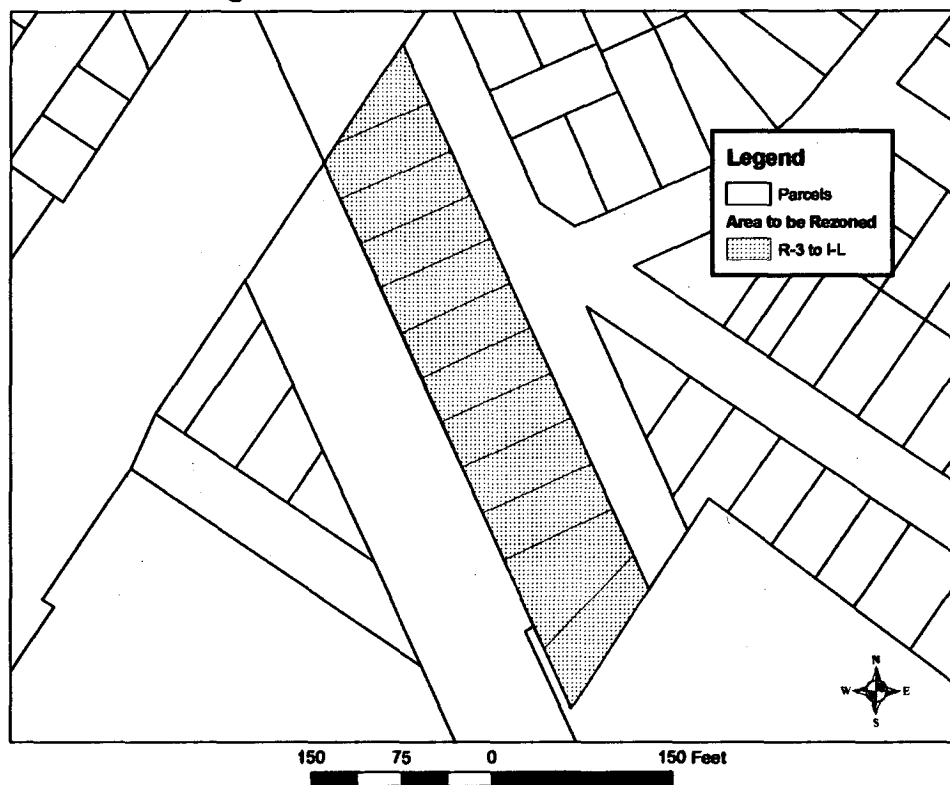 Legend
Parcels
Area to be Rezoned
R-3 to I-L
N
W E
S
150 75 0 150 Feet